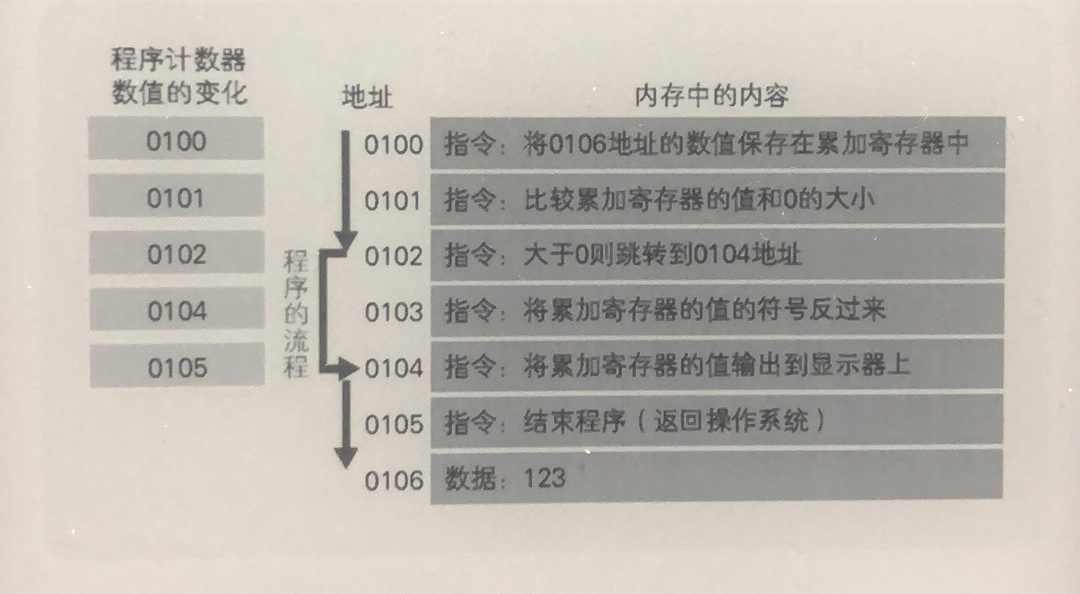 程序计数器
数值的变化
地址
内存中的内容
0100
0100
指令：将0106地址的数值保存在累加寄存器中
0101
0101
指令：比较累加寄存器的值和0的大小
0102
0102
指令：大于0则跳转到0104地址
0104
0103
指令：将累加寄存器的值的符号反过来
0105
0104
指令：将累加寄存器的值输出到显示器上
0105
指令：结束程序（返回操作系统）
0106
数据：123
程序的流程